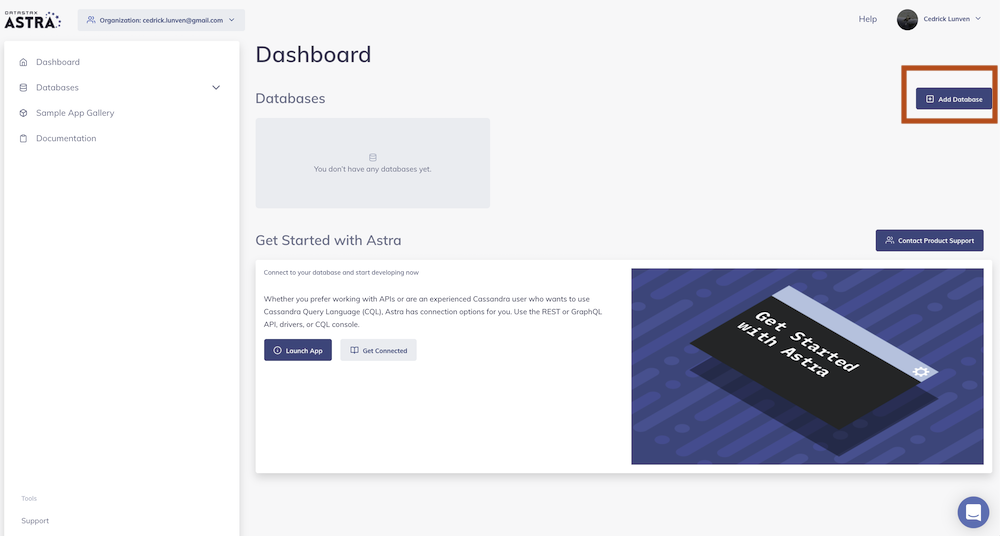 DATASTAX
ASTRA
Organization: cedrick.lunven@gmail.com
Help
Cedrick Lunven
Dashboard
Databases
Sample App Gallery
Documentation
Tools
Support
Dashboard
Databases
Add Database
You don't have any databases yet.
Get Started with Astra
Contact Product Support
Connect to your database and start developing now
Whether you prefer working with APIs or are an experienced Cassandra user who wants to use
Cassandra Query Language (CQL), Astra has connection options for you. Use the REST or GraphQL
API, drivers, or CQL console.
Launch App
Get Connected
Get Started
with Astra